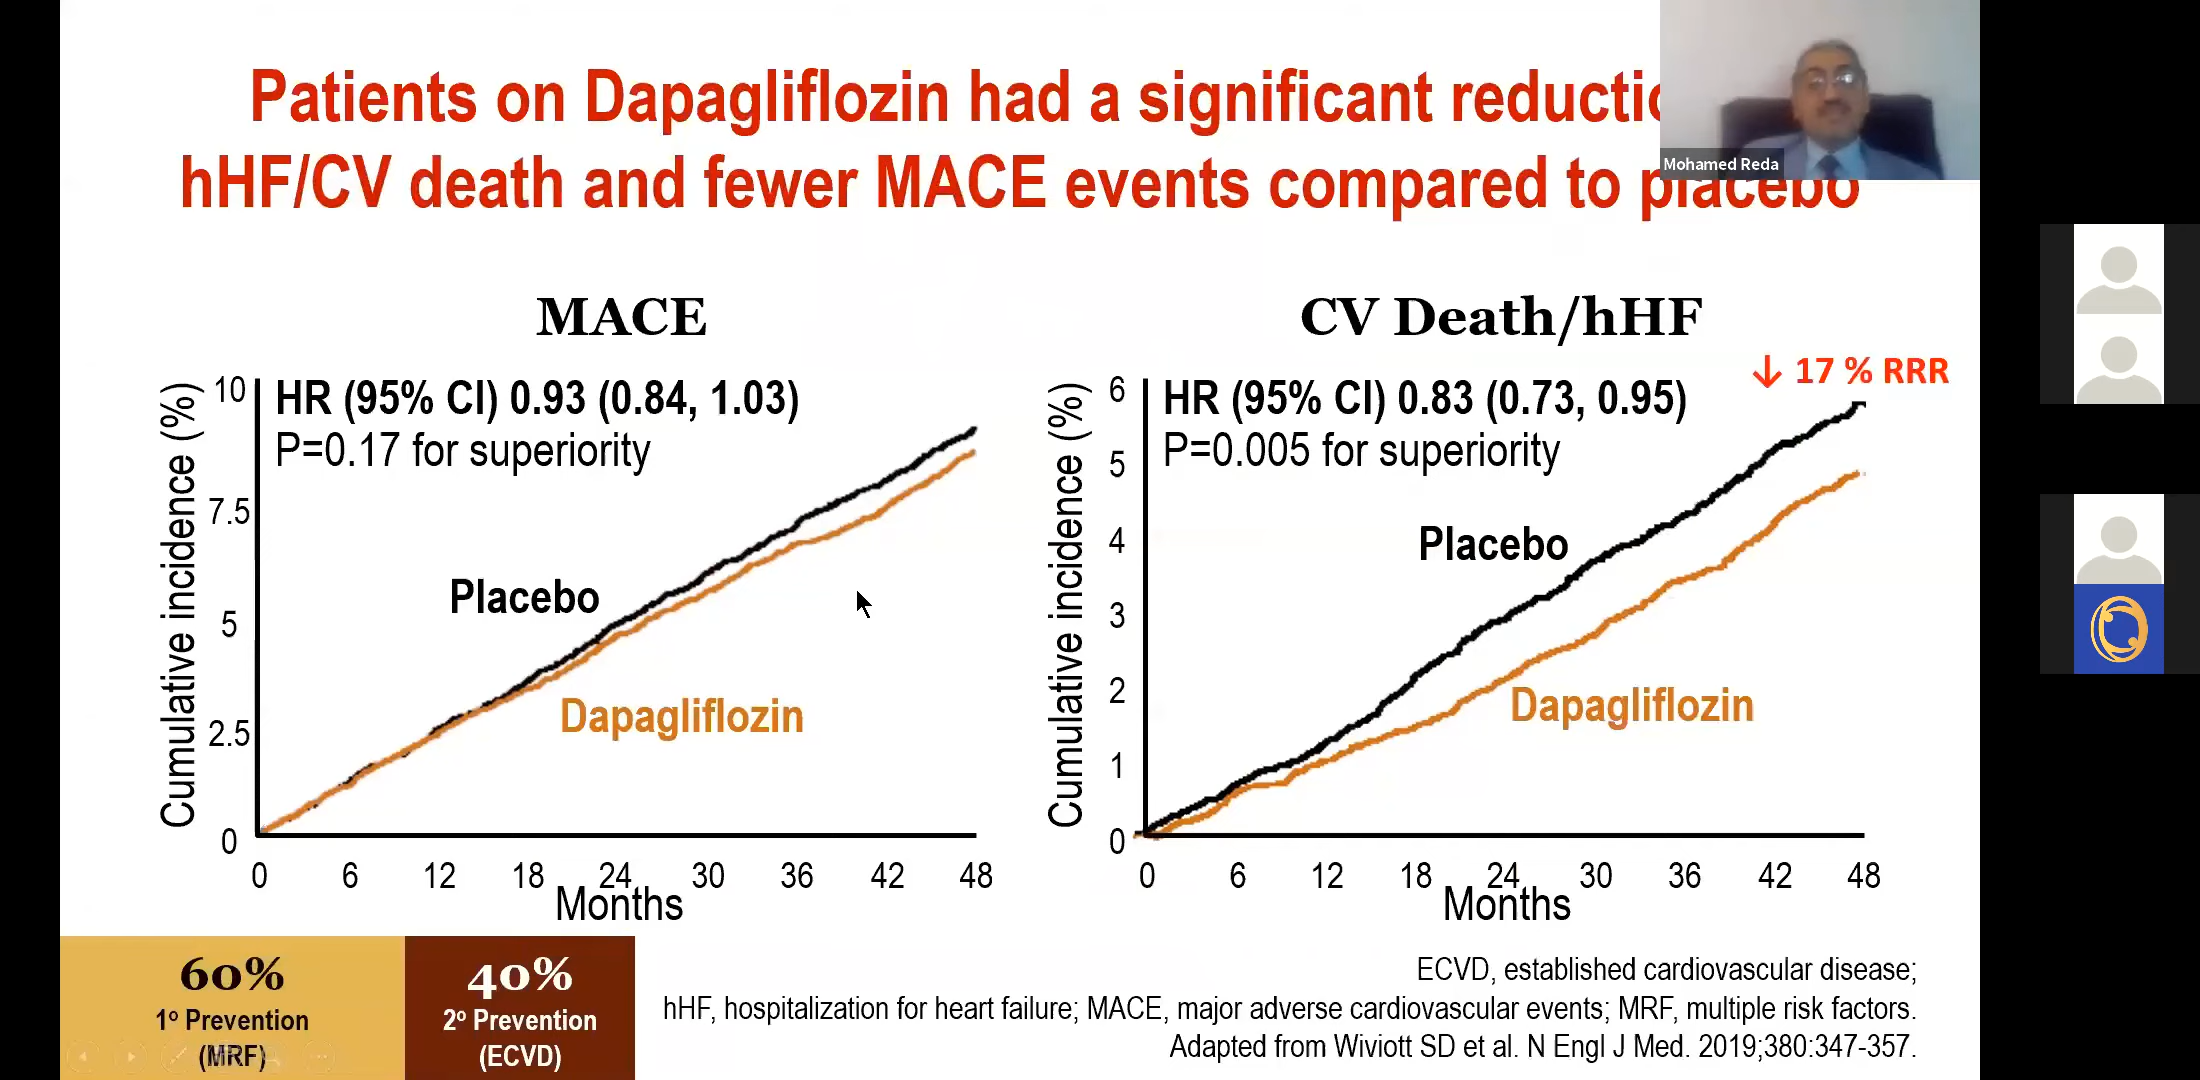 Patients on Dapagliflozin had a significant
hHF/CV death and fewer MACE events compared to placebo
Mohamed Reda
MACE
CV Death/hHF
↓ 17 % RRR
HR (95% CI) 0.93 (0.84, 1.03)
P=0.17 for superiority
Cumulative incidence (%)
10
7.5
5
2.5
0
Placebo
Dapagliflozin
0 6 12 18 24 30 36 42 48
Months
HR (95% CI) 0.83 (0.73, 0.95)
P=0.005 for superiority
Cumulative incidence (%)
6
5
4
3
2
1
0
Placebo
Dapagliflozin
0 6 12 18 24 30 36 42 48
Months
60%
1º Prevention
(MRF)
40%
2º Prevention
(ECVD)
ECVD, established cardiovascular disease;
hHF, hospitalization for heart failure; MACE, major adverse cardiovascular events; MRF, multiple risk factors.
Adapted from Wiviott SD et al. N Engl J Med. 2019;380:347-357.